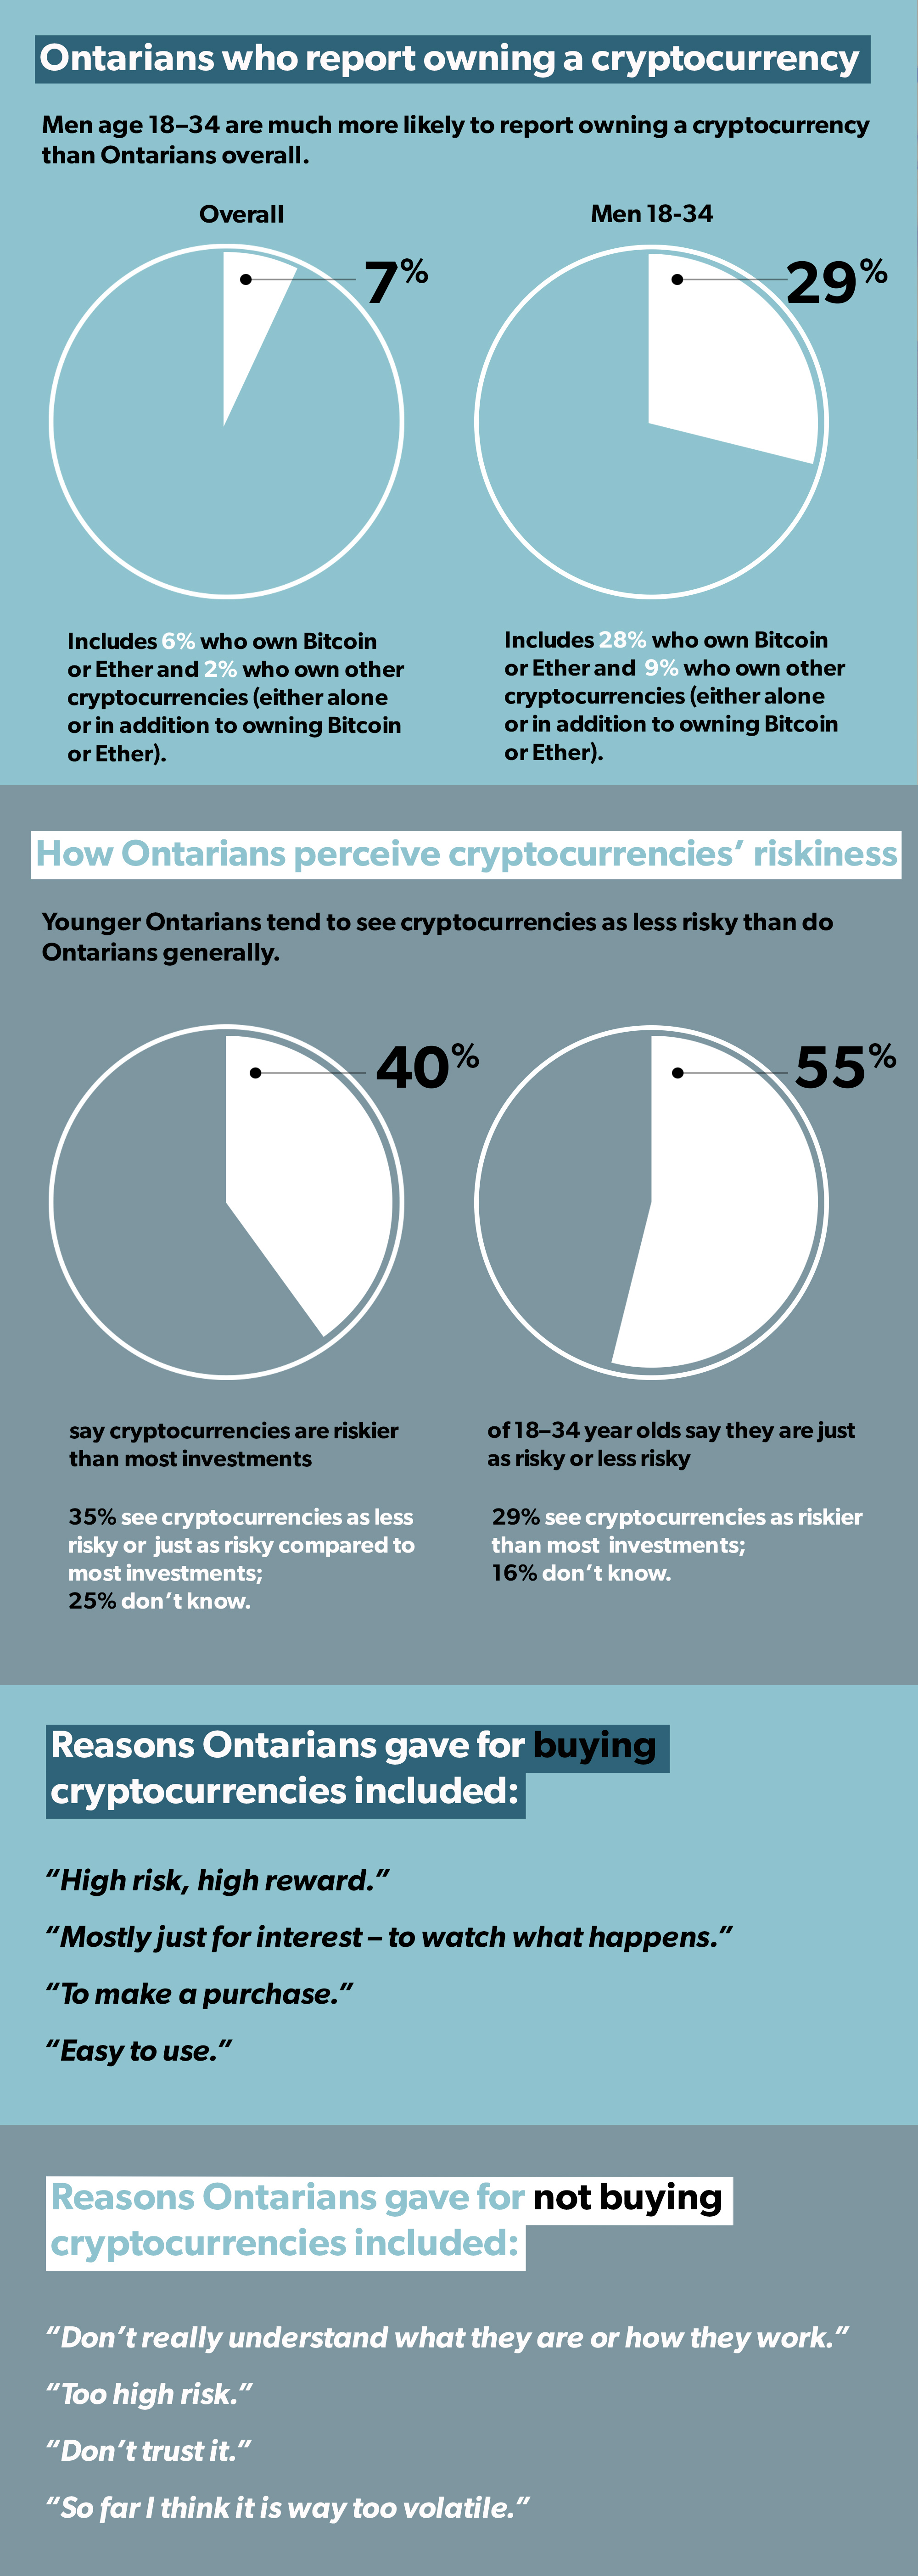 Ontarians who report owning a cryptocurrency
Men age 18–34 are much more likely to report owning a cryptocurrency
than Ontarians overall.
Overall
Men 18-34
7%
29%
Includes 6% who own Bitcoin
or Ether and 2% who own other
cryptocurrencies (either alone
or in addition to owning Bitcoin
or Ether).
Includes 28% who own Bitcoin
or Ether and 9% who own other
cryptocurrencies (either alone
or in addition to owning Bitcoin
or Ether).
How Ontarians perceive cryptocurrencies’ riskiness
Younger Ontarians tend to see cryptocurrencies as less risky than do
Ontarians generally.
40%
55%
say cryptocurrencies are riskier
than most investments
35% see cryptocurrencies as less
risky or just as risky compared to
most investments;
25% don’t know.
of 18–34 year olds say they are just
as risky or less risky
29% see cryptocurrencies as riskier
than most investments;
16% don’t know.
Reasons Ontarians gave for buying
cryptocurrencies included:
“High risk, high reward.”
“Mostly just for interest – to watch what happens.”
“To make a purchase.”
“Easy to use.”
Reasons Ontarians gave for not buying
cryptocurrencies included:
“Don’t really understand what they are or how they work.”
“Too high risk.”
“Don’t trust it.”
“So far I think it is way too volatile.”